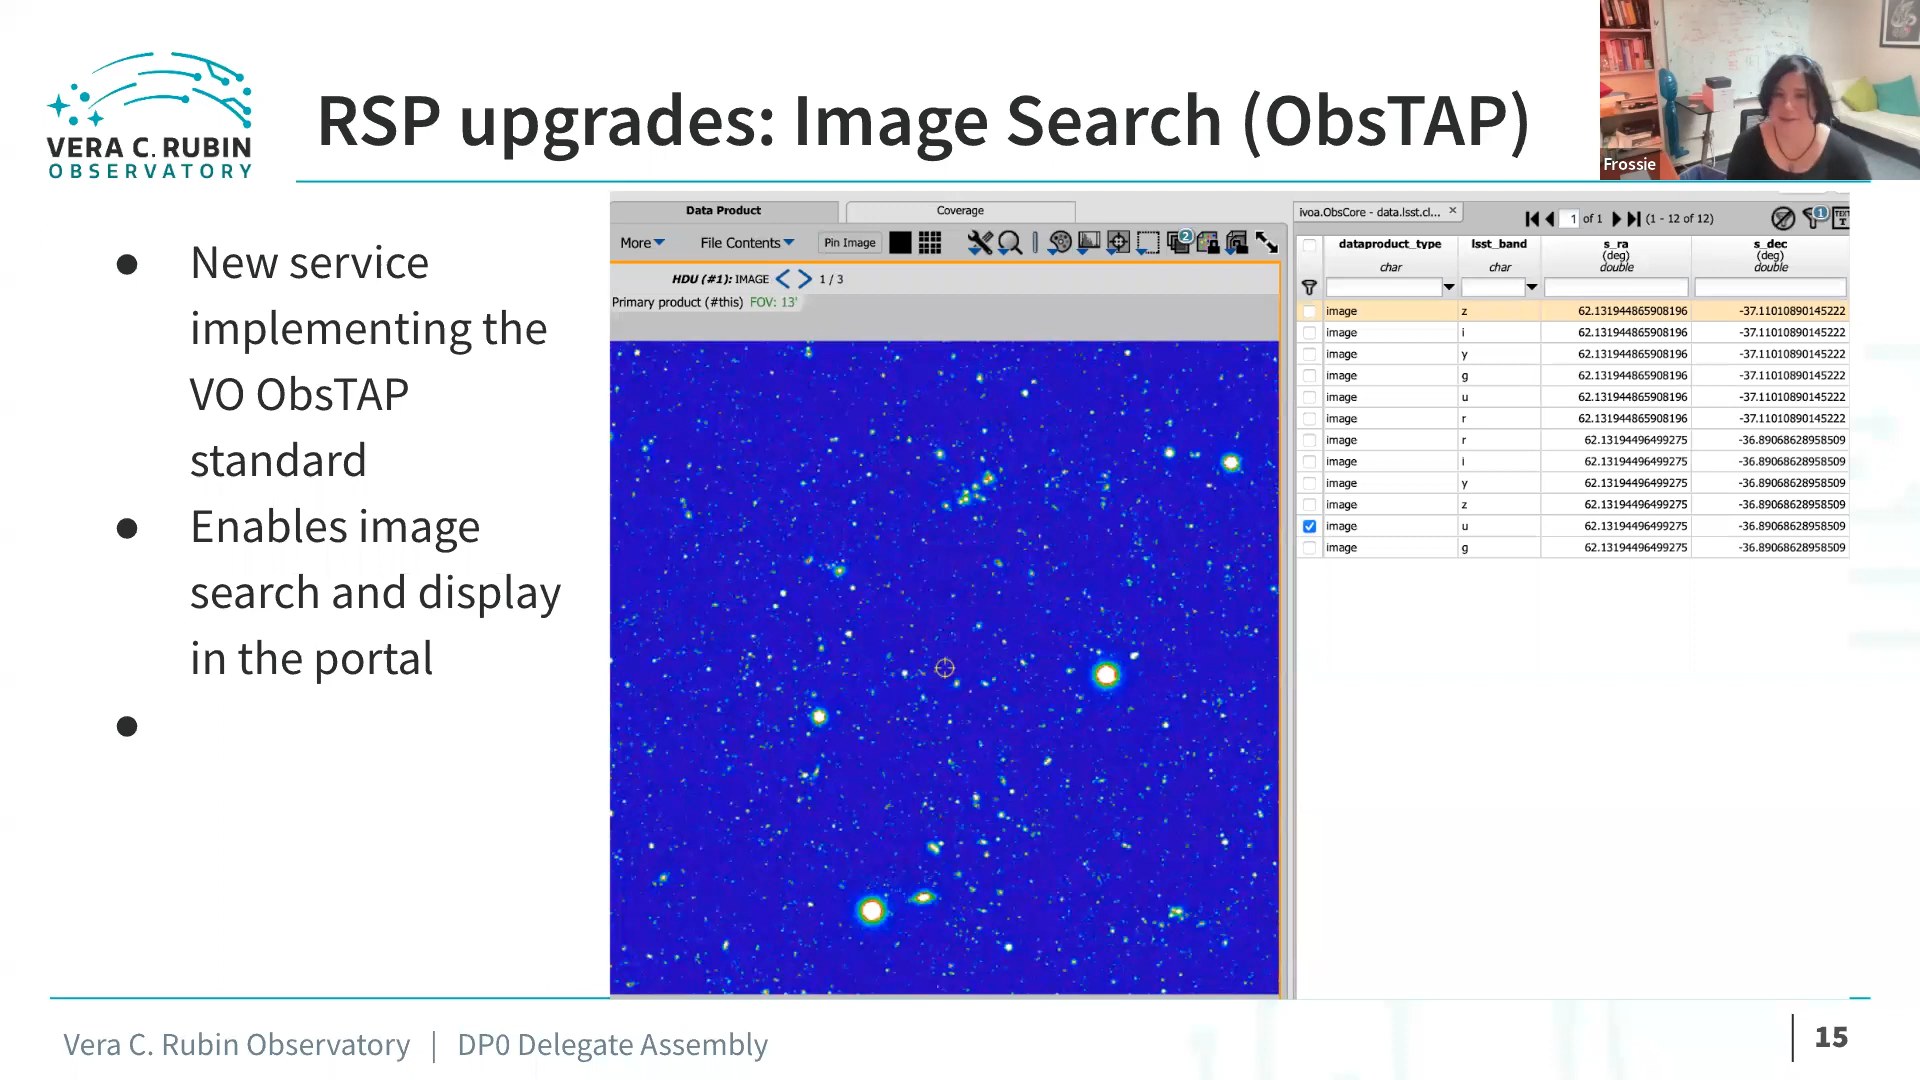 VERA C. RUBIN
OBSERVATORY
RSP upgrades: Image Search (ObsTAP)
Frossie
● New service
implementing the
VO ObsTAP
standard
● Enables image
search and display
in the portal
●
Data Product Coverage
More File Contents Pin Image 2
HDU (#1): IMAGE 1 / 3
Primary product (#this) FOV: 13'
ivoa.ObsCore - data.lsst.cl... ×
1 of 1 (1 - 12 of 12) 1 TEXT
dataproduct_type lsst_band s_ra s_dec
(deg) (deg)
char char double double
image z 62.131944865908196 -37.11010890145222
image i 62.131944865908196 -37.11010890145222
image y 62.131944865908196 -37.11010890145222
image g 62.131944865908196 -37.11010890145222
image u 62.131944865908196 -37.11010890145222
image r 62.131944865908196 -37.11010890145222
image r 62.13194496499275 -36.89068628958509
image i 62.13194496499275 -36.89068628958509
image y 62.13194496499275 -36.89068628958509
image z 62.13194496499275 -36.89068628958509
image u 62.13194496499275 -36.89068628958509
image g 62.13194496499275 -36.89068628958509
Vera C. Rubin Observatory | DP0 Delegate Assembly
15